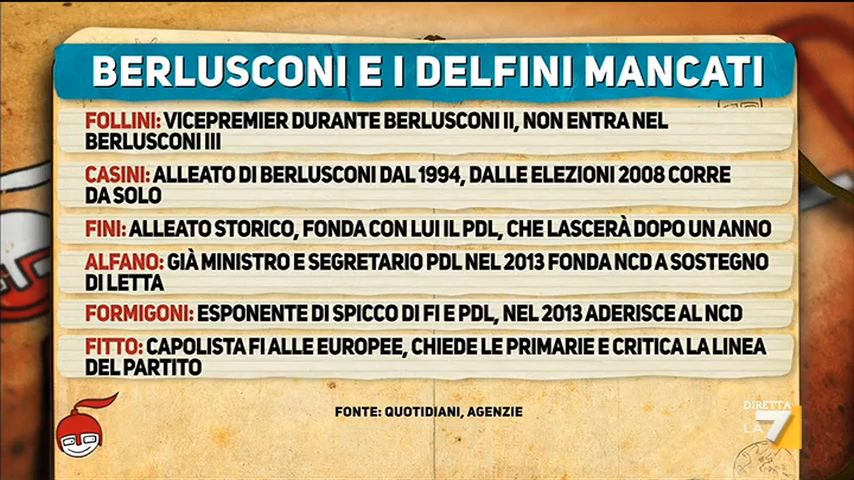 BERLUSCONI E I DELFINI MANCATI
FOLLINI: VICEPREMIER DURANTE BERLUSCONI II, NON ENTRA NEL
BERLUSCONI III
CASINI: ALLEATO DI BERLUSCONI DAL 1994, DALLE ELEZIONI 2008 CORRE
DA SOLO
FINI: ALLEATO STORICO, FONDA CON LUI IL PDL, CHE LASCERÀ DOPO UN ANNO
ALFANO: GIÀ MINISTRO E SEGRETARIO PDL NEL 2013 FONDA NCD A SOSTEGNO
DI LETTA
FORMIGONI: ESPONENTE DI SPICCO DI FI E PDL, NEL 2013 ADERISCE AL NCD
FITTO: CAPOLISTA FI ALLE EUROPEE, CHIEDE LE PRIMARIE E CRITICA LA LINEA
DEL PARTITO
FONTE: QUOTIDIANI, AGENZIE
DIRETTA
LA7